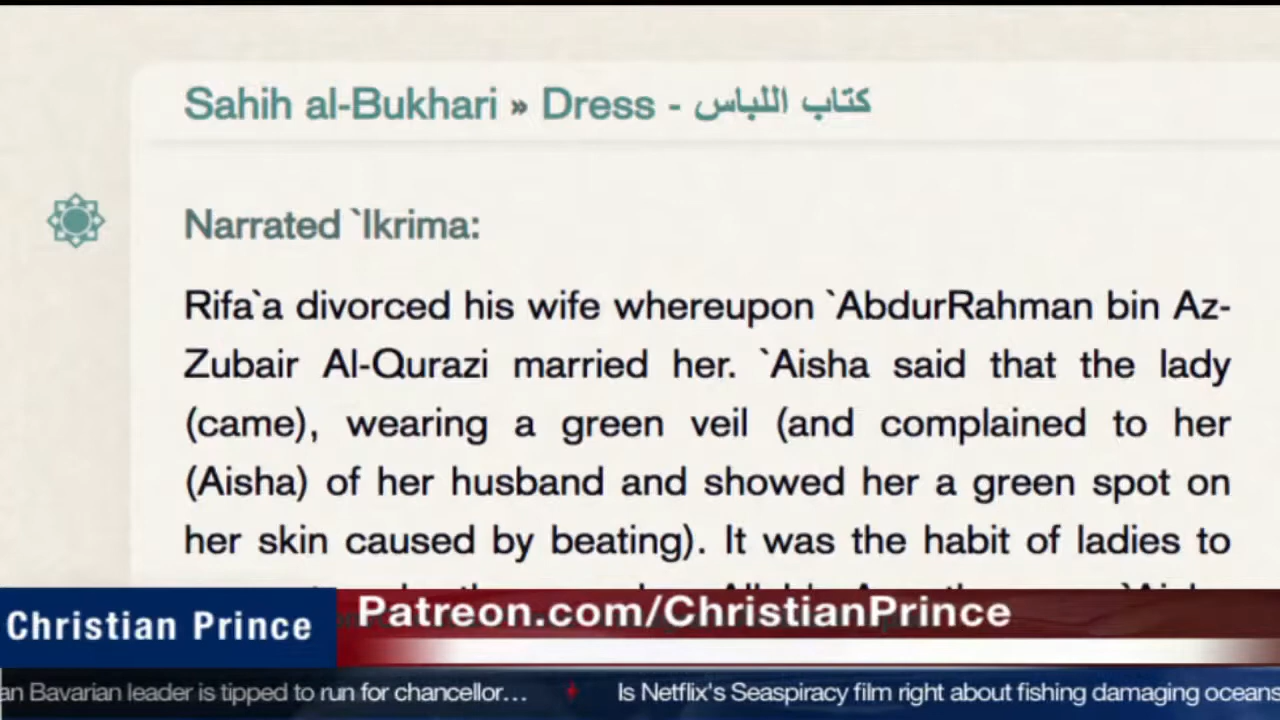 Sahih al-Bukhari » Dress - كتاب اللباس
Narrated `Ikrima:
Rifa`a divorced his wife whereupon `AbdurRahman bin Az-
Zubair Al-Qurazi married her. `Aisha said that the lady
(came), wearing a green veil (and complained to her
(Aisha) of her husband and showed her a green spot on
her skin caused by beating). It was the habit of ladies to
Christian Prince
Patreon.com/ChristianPrince
an Bavarian leader is tipped to run for chancellor... Is Netflix's Seaspiracy film right about fishing damaging oceans